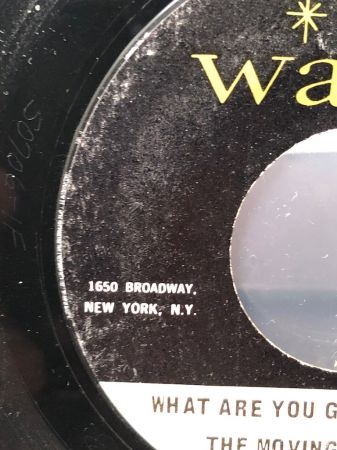 wa
1650 BROADWAY,
NEW YORK, N.Y.
WHAT ARE YOU G
THE MOVING